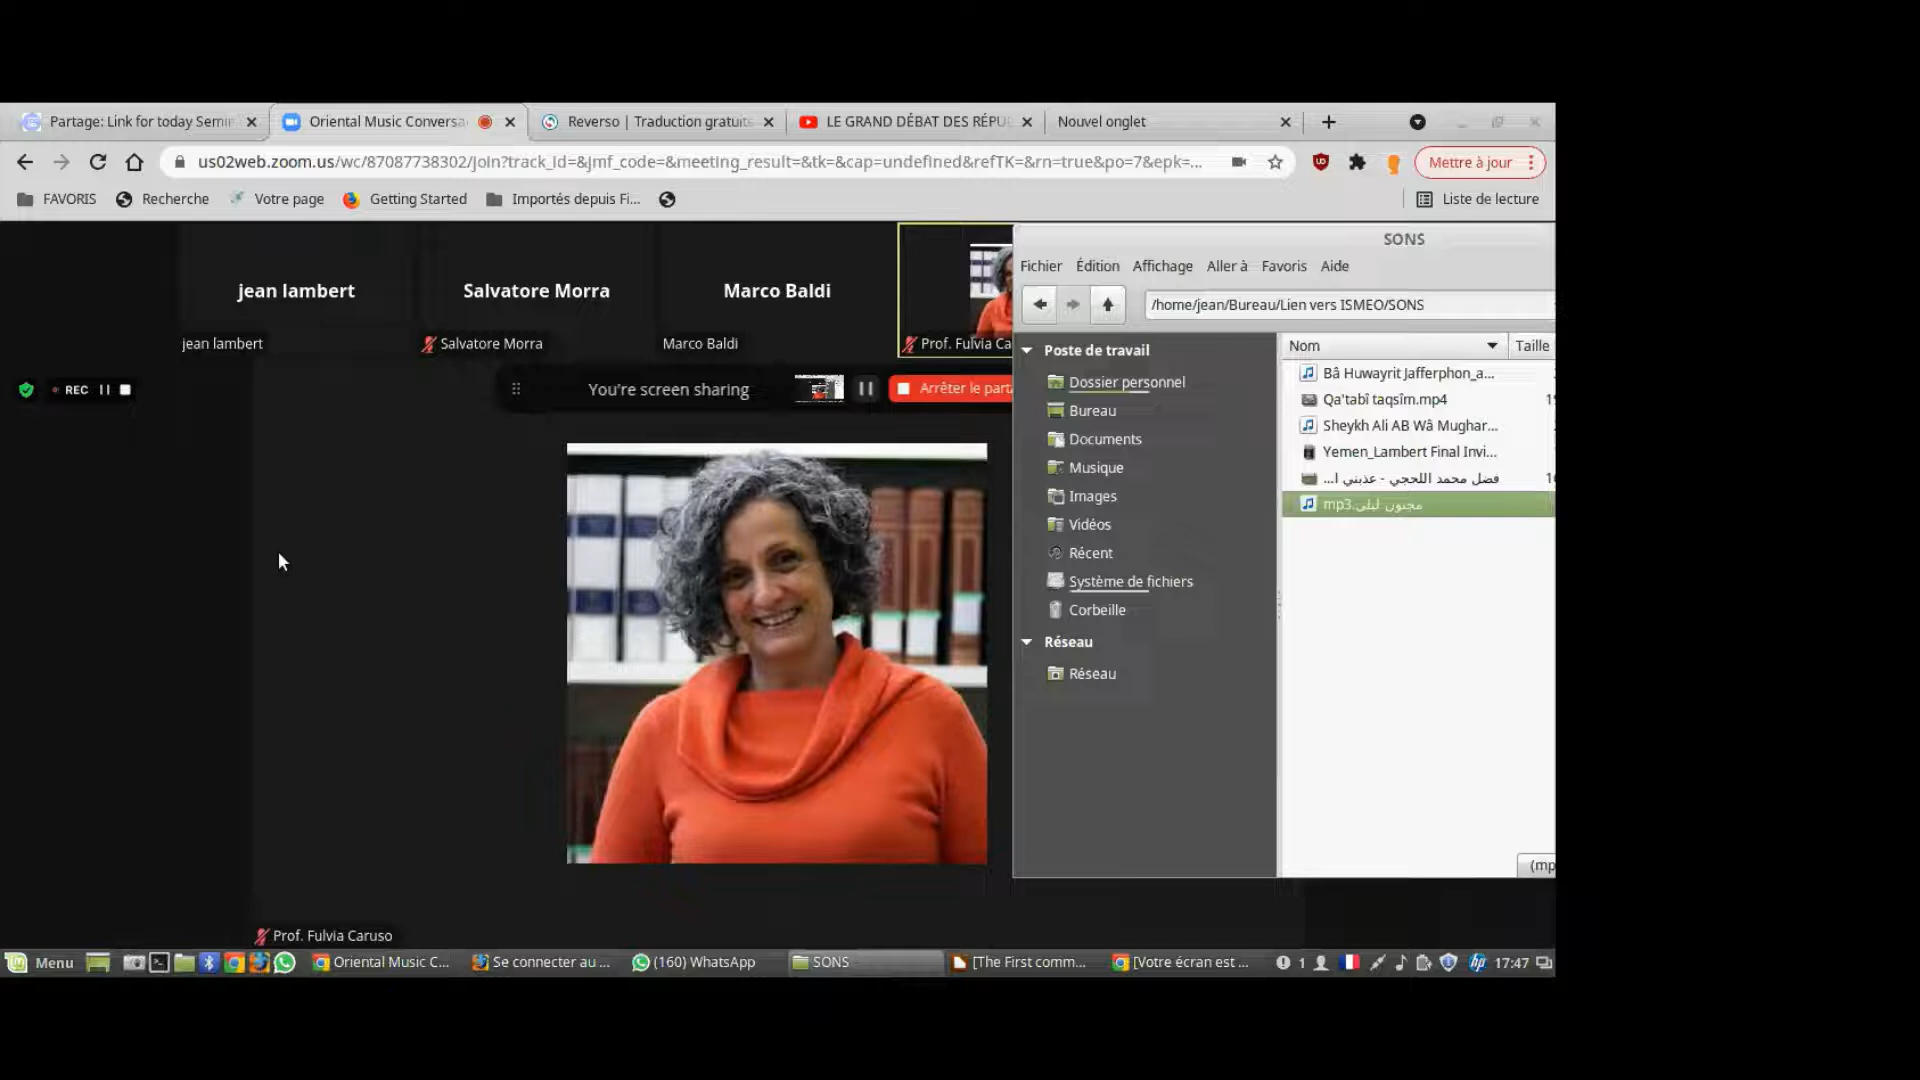 Partage: Link for today Semin
Oriental Music Conversa
Reverso | Traduction gratuite
LE GRAND DÉBAT DES RÉPU
Nouvel onglet
us02web.zoom.us/wc/87087738302/join?track_id=&jmf_code=&meeting_result=&tk=&cap=undefined&refTK=&rn=true&po=7&epk=...
Mettre à jour
FAVORIS
Recherche
Votre page
Getting Started
Importés depuis Fi...
Liste de lecture
jean lambert
Salvatore Morra
Marco Baldi
jean lambert
Salvatore Morra
Marco Baldi
Prof. Fulvia Ca
REC
You're screen sharing
Arrêter le part
SONS
Fichier Édition Affichage Aller à Favoris Aide
/home/jean/Bureau/Lien vers ISMEO/SONS
Poste de travail
Dossier personnel
Bureau
Documents
Musique
Images
Vidéos
Récent
Système de fichiers
Corbeille
Réseau
Réseau
Nom Taille
Bâ Huwayrit Jafferphon_a...
Qa'tabî taqsîm.mp4
Sheykh Ali AB Wâ Mughar...
Yemen_Lambert Final Invi...
فضل محمد اللحجي - عذبني ا...
مجنون ليلى.mp3
(mp
Prof. Fulvia Caruso
Menu
Oriental Music C...
Se connecter au ...
(160) WhatsApp
SONS
[The First comm...
[Votre écran est ...
1
17:47